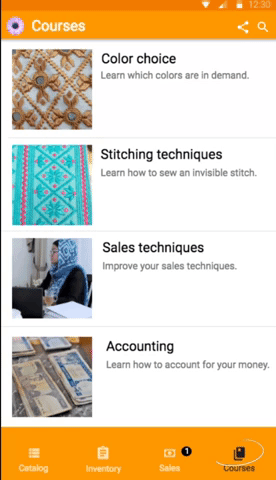 12:30
Courses
Color choice
Learn which colors are in demand.
Stitching techniques
Learn how to sew an invisible stitch.
Sales techniques
Improve your sales techniques.
Accounting
Learn how to account for your money.
1
Catalog Inventory Sales Courses